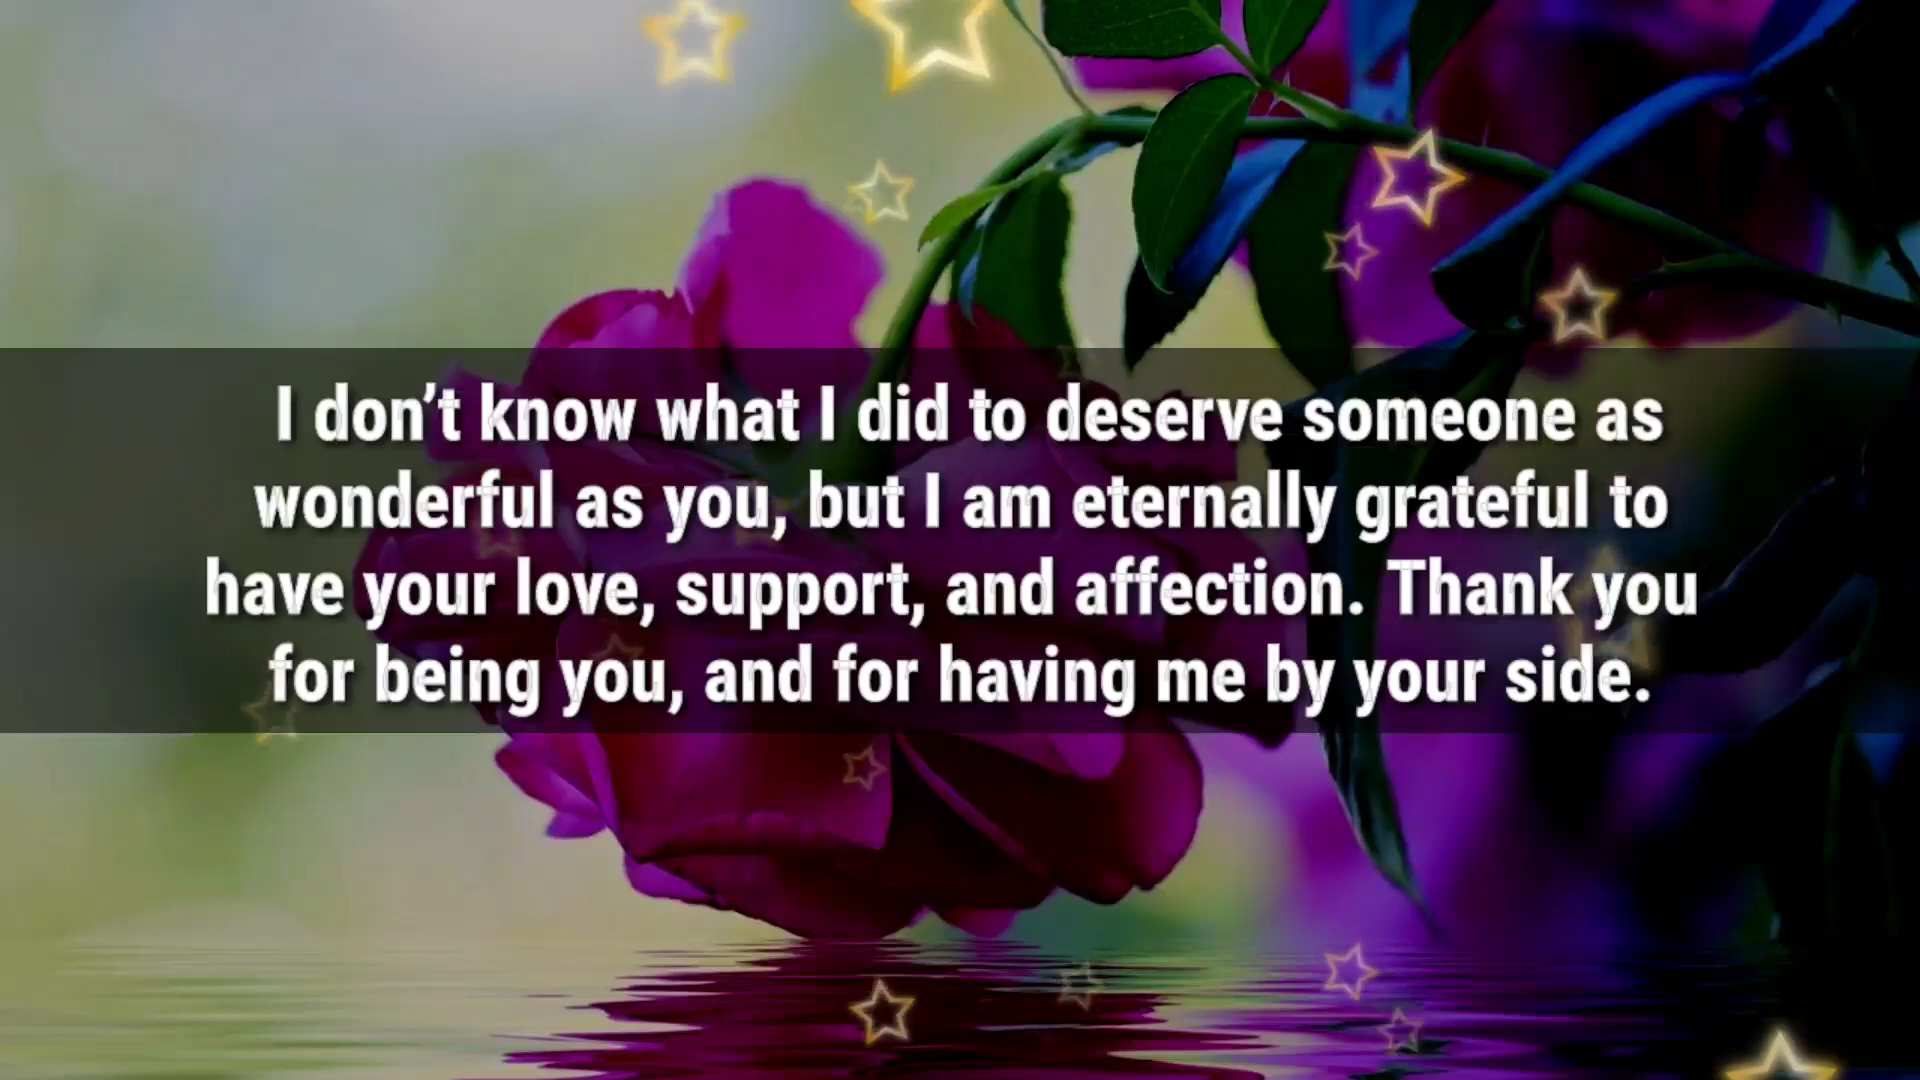 I don’t know what I did to deserve someone as
wonderful as you, but I am eternally grateful to
have your love, support, and affection. Thank you
for being you, and for having me by your side.